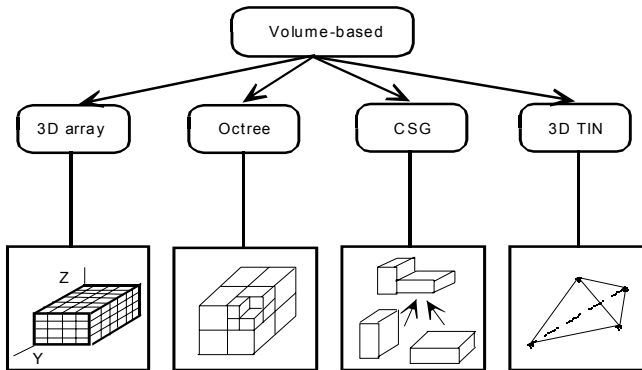 Volume-based
3D array
Octree
CSG
3D TIN
Z
Y